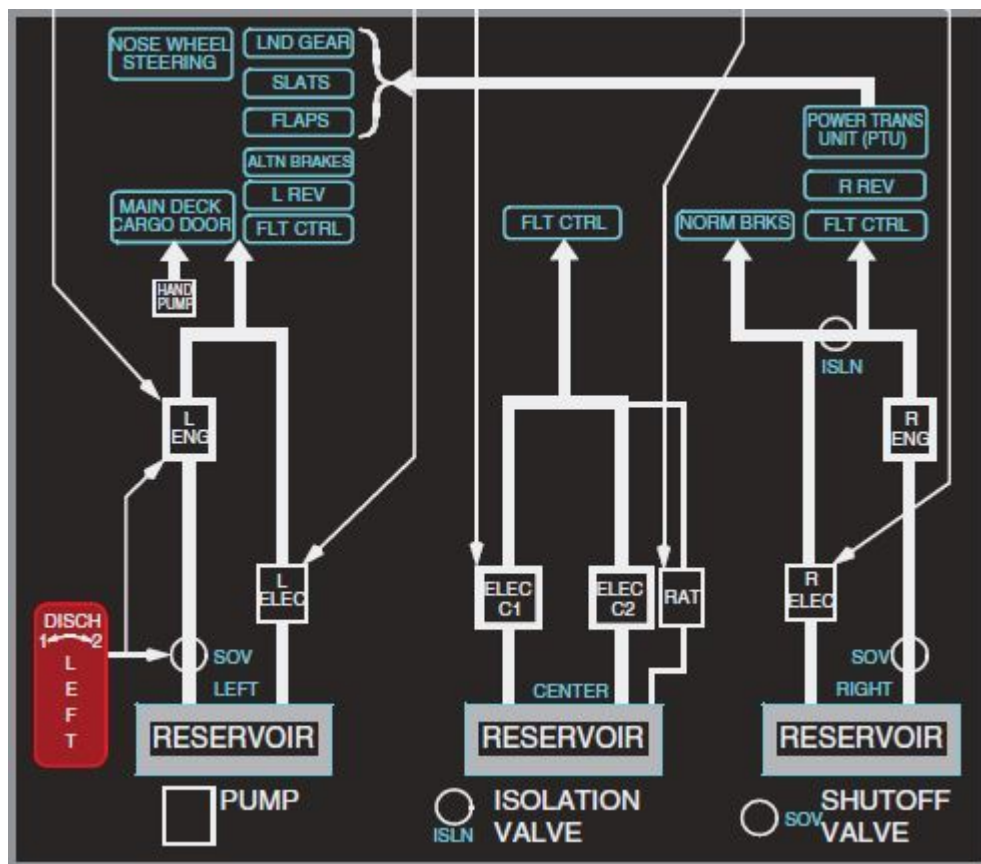 NOSE WHEEL
STEERING
LND GEAR
SLATS
FLAPS
ALTN BRAKES
L REV
FLT CTRL
MAIN DECK
CARGO DOOR
HAND
PUMP
POWER TRANS
UNIT (PTU)
R REV
FLT CTRL
NORM BRKS
FLT CTRL
ISLN
L
ENG
R
ENG
L
ELEC
ELEC
C1
ELEC
C2
RAT
R
ELEC
DISCH
1 2
L
E
F
T
SOV
LEFT
CENTER
SOV
RIGHT
RESERVOIR
RESERVOIR
RESERVOIR
PUMP
ISLN
ISOLATION
VALVE
SOV
SHUTOFF
VALVE